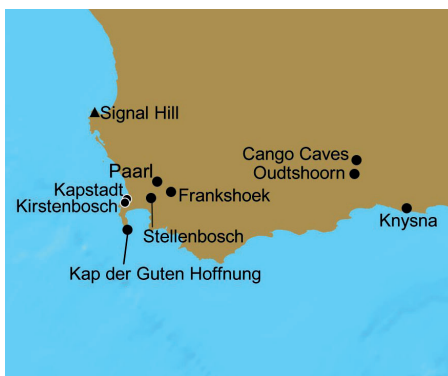 Signal Hill
Cango Caves
Paarl
Oudtshoorn
Kapstadt
Frankshoek
Kirstenbosch
Knysna
Stellenbosch
Kap der Guten Hoffnung